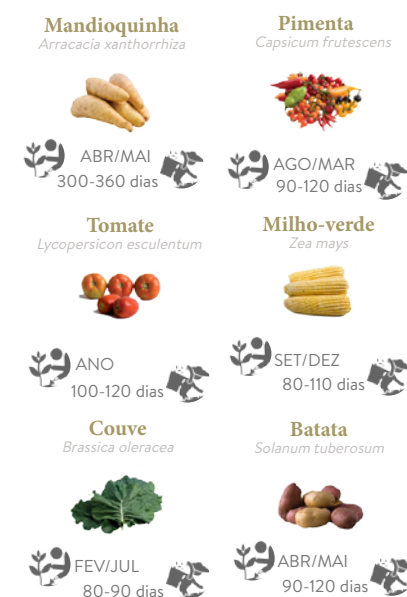 Mandioquinha
Arracacia xanthorrhiza
ABR/MAI
300-360 dias
Pimenta
Capsicum frutescens
AGO/MAR
90-120 dias
Tomate
Lycopersicon esculentum
ANO
100-120 dias
Milho-verde
Zea mays
SET/DEZ
80-110 dias
Couve
Brassica oleracea
FEV/JUL
80-90 dias
Batata
Solanum tuberosum
ABR/MAI
90-120 dias